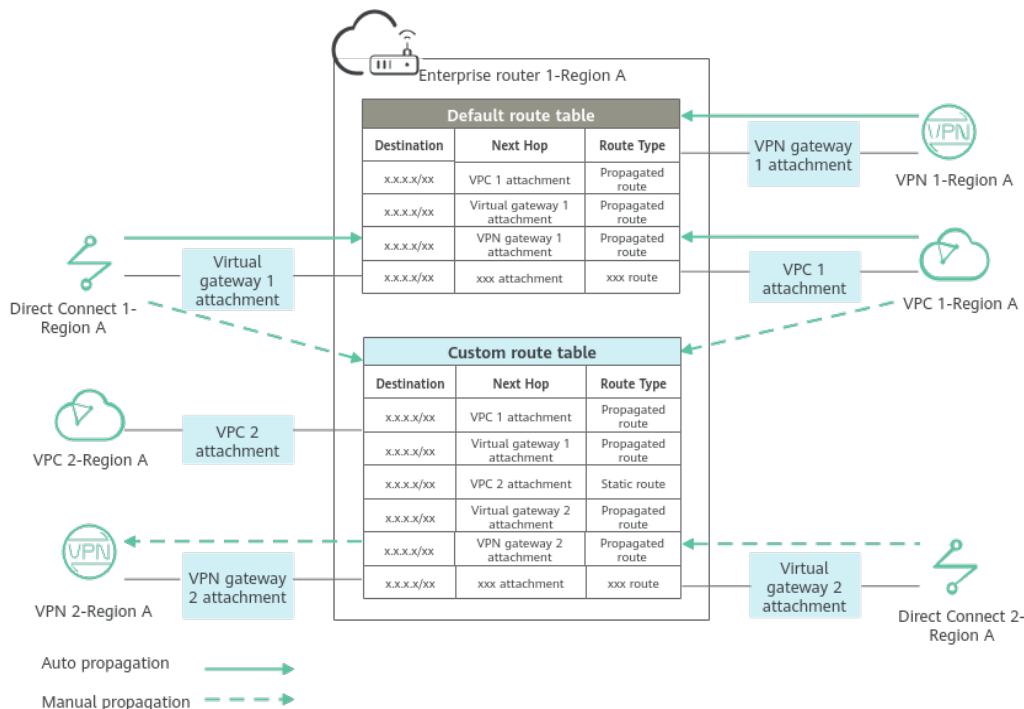 Enterprise router 1-Region A
Default route table
Destination Next Hop Route Type
x.x.x.x/xx VPC 1 attachment Propagated
route
x.x.x.x/xx Virtual gateway 1
attachment Propagated
route
x.x.x.x/xx VPN gateway 1
attachment Propagated
route
x.x.x.x/xx xxx attachment xxx route
VPN gateway
1 attachment
VPN
VPN 1-Region A
Virtual
gateway 1
attachment
Direct Connect 1-
Region A
VPC 1
attachment
VPC 1-Region A
Custom route table
Destination Next Hop Route Type
x.x.x.x/xx VPC 1 attachment Propagated
route
x.x.x.x/xx Virtual gateway 1
attachment Propagated
route
x.x.x.x/xx VPC 2 attachment Static route
x.x.x.x/xx Virtual gateway 2
attachment Propagated
route
x.x.x.x/xx VPN gateway 2
attachment Propagated
route
x.x.x.x/xx xxx attachment xxx route
VPC 2
attachment
VPC 2-Region A
VPN
VPN gateway
2 attachment
VPN 2-Region A
Virtual
gateway 2
attachment
Direct Connect 2-
Region A
Auto propagation
Manual propagation